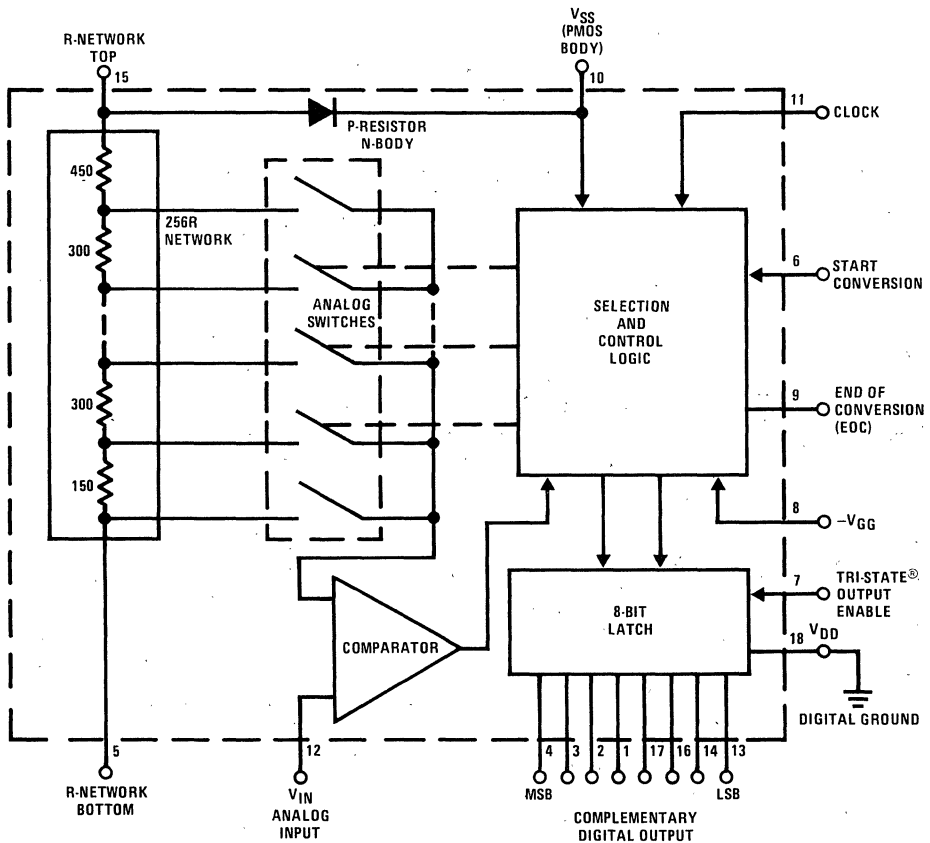 R-NETWORK
TOP
15
VSS
(PMOS
BODY)
10
11
CLOCK
P-RESISTOR
N-BODY
450
256R
NETWORK
300
ANALOG
SWITCHES
SELECTION
AND
CONTROL
LOGIC
6
START
CONVERSION
300
150
9
END OF
CONVERSION
(EOC)
8
–VGG
7
TRI-STATE®
OUTPUT
ENABLE
8-BIT
LATCH
18
VDD
DIGITAL GROUND
COMPARATOR
5
R-NETWORK
BOTTOM
12
VIN
ANALOG
INPUT
4 3 2 1 17 16 14 13
MSB LSB
COMPLEMENTARY
DIGITAL OUTPUT